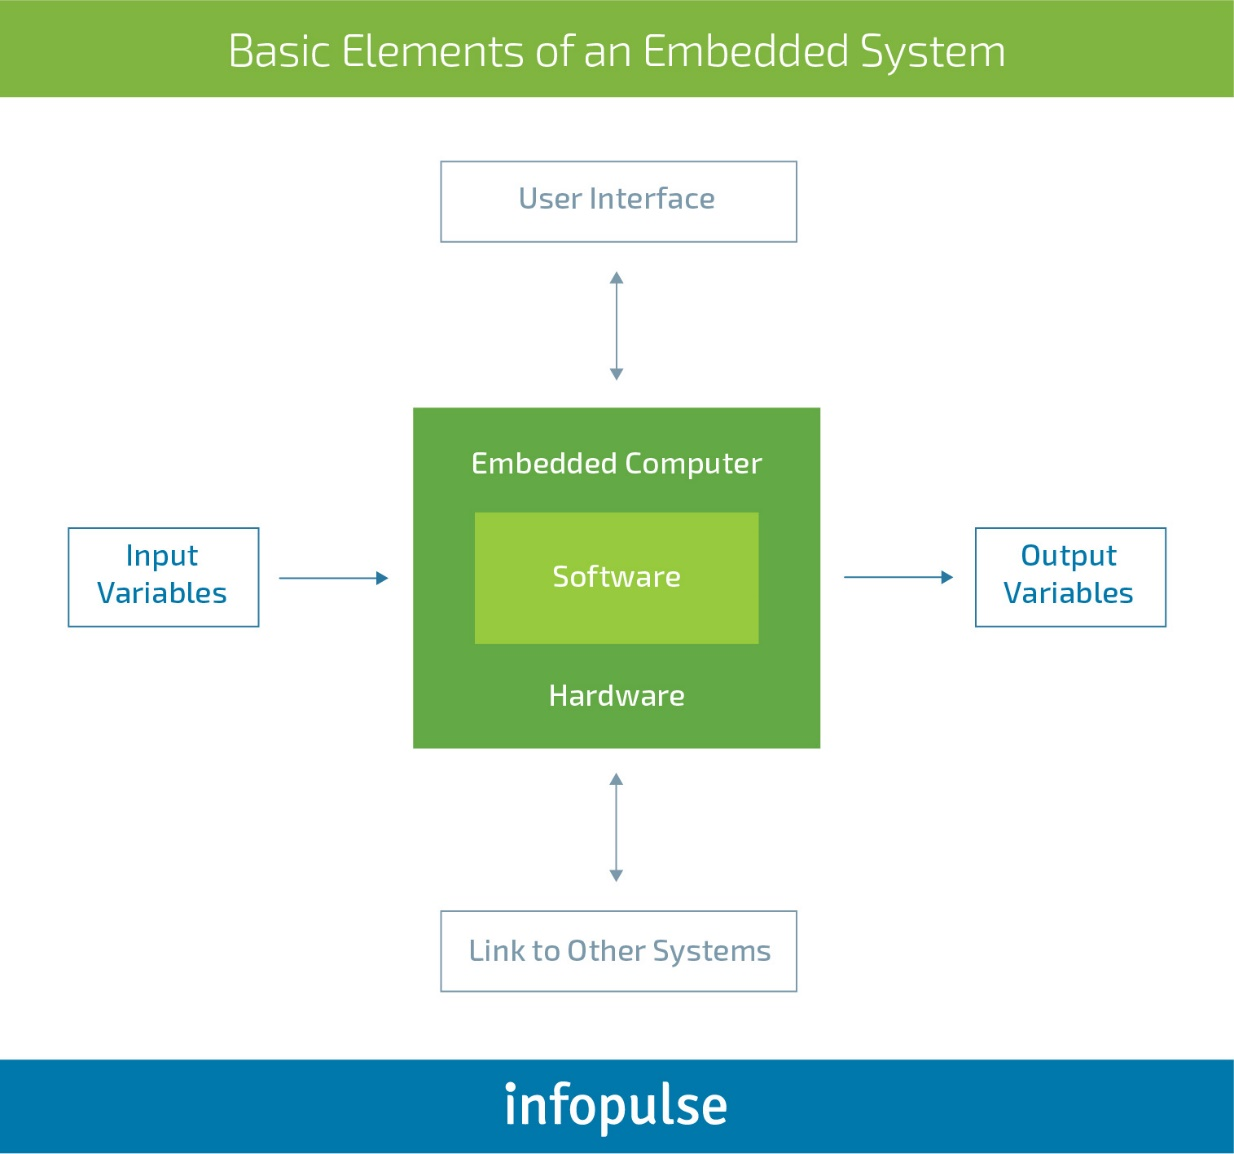 Basic Elements of an Embedded System
User Interface
Embedded Computer
Input
Variables
Software
Output
Variables
Hardware
Link to Other Systems
infopulse